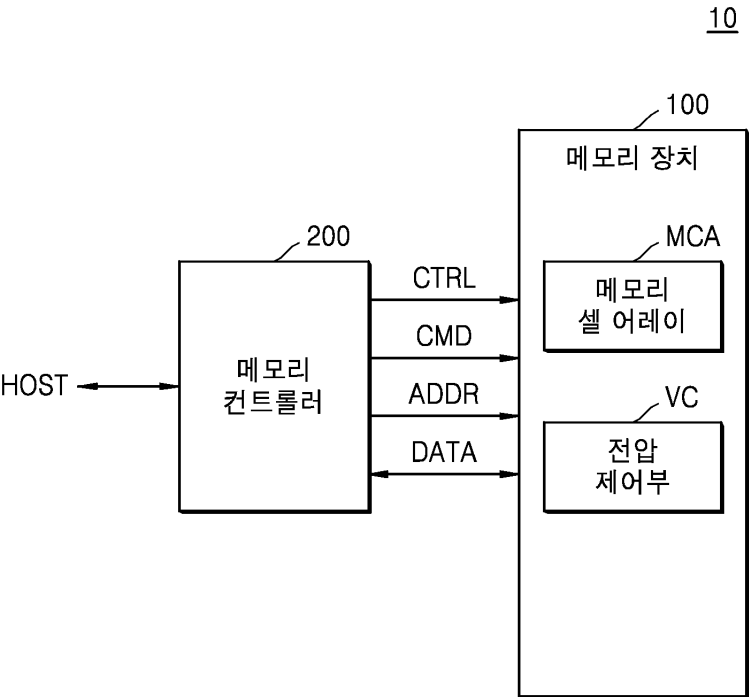 10
100
메모리 장치
200
MCA
메모리
셀 어레이
CTRL
CMD
ADDR
DATA
HOST
메모리
컨트롤러
VC
전압
제어부